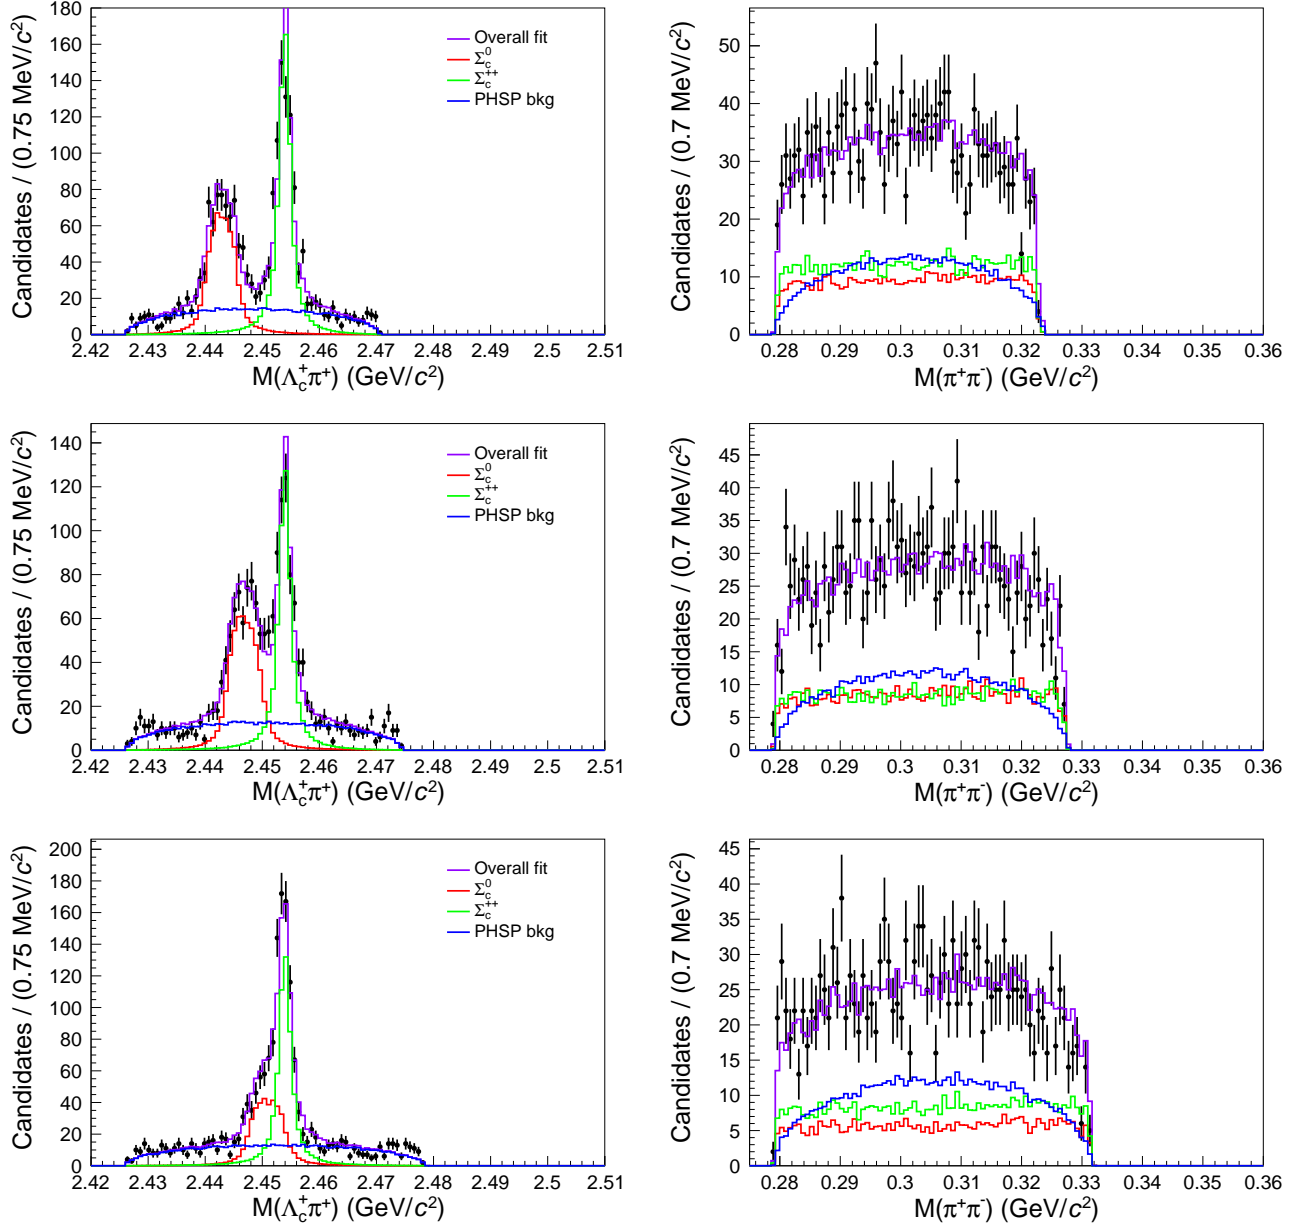 Candidates / (0.75 MeV/c²)
180
160
140
120
100
80
60
40
20
0
Overall fit
Σc⁰
Σc⁺⁺
PHSP bkg
2.42 2.43 2.44 2.45 2.46 2.47 2.48 2.49 2.5 2.51
M(Λc⁺π⁺) (GeV/c²)
Candidates / (0.7 MeV/c²)
50
40
30
20
10
0
0.28 0.29 0.3 0.31 0.32 0.33 0.34 0.35 0.36
M(π⁺π⁻) (GeV/c²)
Candidates / (0.75 MeV/c²)
140
120
100
80
60
40
20
0
Overall fit
Σc⁰
Σc⁺⁺
PHSP bkg
2.42 2.43 2.44 2.45 2.46 2.47 2.48 2.49 2.5 2.51
M(Λc⁺π⁺) (GeV/c²)
Candidates / (0.7 MeV/c²)
45
40
35
30
25
20
15
10
5
0
0.28 0.29 0.3 0.31 0.32 0.33 0.34 0.35 0.36
M(π⁺π⁻) (GeV/c²)
Candidates / (0.75 MeV/c²)
200
180
160
140
120
100
80
60
40
20
0
Overall fit
Σc⁰
Σc⁺⁺
PHSP bkg
2.42 2.43 2.44 2.45 2.46 2.47 2.48 2.49 2.5 2.51
M(Λc⁺π⁺) (GeV/c²)
Candidates / (0.7 MeV/c²)
45
40
35
30
25
20
15
10
5
0
0.28 0.29 0.3 0.31 0.32 0.33 0.34 0.35 0.36
M(π⁺π⁻) (GeV/c²)